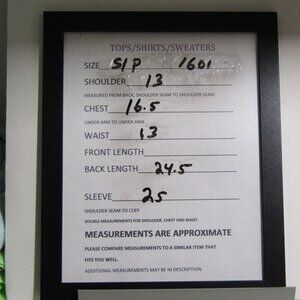 TOPS/SHIRTS/SWEATERS
SIZE S/P 1601
SHOULDER 13
MEASURED FROM BACK, SHOULDER SEAM TO SHOULDER SEAM.
CHEST 16.5
UNDER ARM TO UNDER ARM
WAIST 13
FRONT LENGTH
BACK LENGTH 24.5
SLEEVE 25
SHOULDER SEAM TO CUFF
DOUBLE MEASUREMENTS FOR SHOULDER, CHEST AND WAIST.
MEASUREMENTS ARE APPROXIMATE
PLEASE COMPARE MEASUREMENTS TO A SIMILAR ITEM THAT
FITS YOU WELL.
ADDITIONAL MEASUREMENTS MAY BE IN DESCRIPTION.